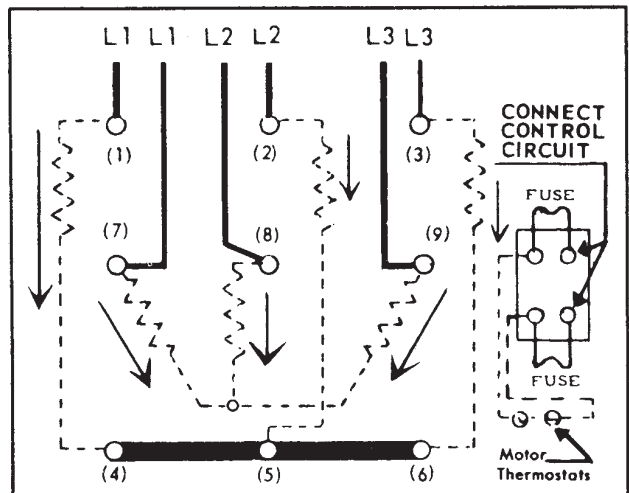 L1 L1 L2 L2 L3 L3
CONNECT
CONTROL
CIRCUIT
(1) (2) (3)
FUSE
(7) (8) (9)
FUSE
(4) (5) (6)
Motor
Thermostats